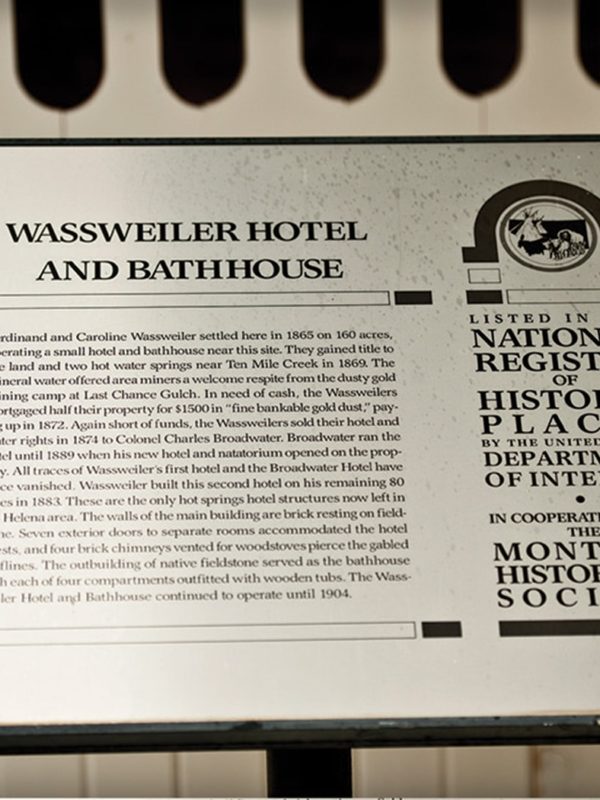 WASSWEILER HOTEL
AND BATHHOUSE
rdinand and Caroline Wassweiler settled here in 1865 on 160 acres,
erating a small hotel and bathhouse near this site. They gained title to
e land and two hot water springs near Ten Mile Creek in 1869. The
ineral water offered area miners a welcome respite from the dusty gold
ining camp at Last Chance Gulch. In need of cash, the Wassweilers
ortgaged half their property for $1500 in "fine bankable gold dust," pay-
g up in 1872. Again short of funds, the Wassweilers sold their hotel and
ter rights in 1874 to Colonel Charles Broadwater. Broadwater ran the
tel until 1889 when his new hotel and natatorium opened on the prop-
y. All traces of Wassweiler's first hotel and the Broadwater Hotel have
ce vanished. Wassweiler built this second hotel on his remaining 80
es in 1883. These are the only hot springs hotel structures now left in
Helena area. The walls of the main building are brick resting on field-
ne. Seven exterior doors to separate rooms accommodated the hotel
sts, and four brick chimneys vented for woodstoves pierce the gabled
flines. The outbuilding of native fieldstone served as the bathhouse
h each of four compartments outfitted with wooden tubs. The Wass-
ler Hotel and Bathhouse continued to operate until 1904.
LISTED IN
NATION
REGIST
OF
HISTO
PLAC
BY THE UNITED
DEPARTM
OF INTE
IN COOPERAT
THE
MONT
HISTO
SOCI